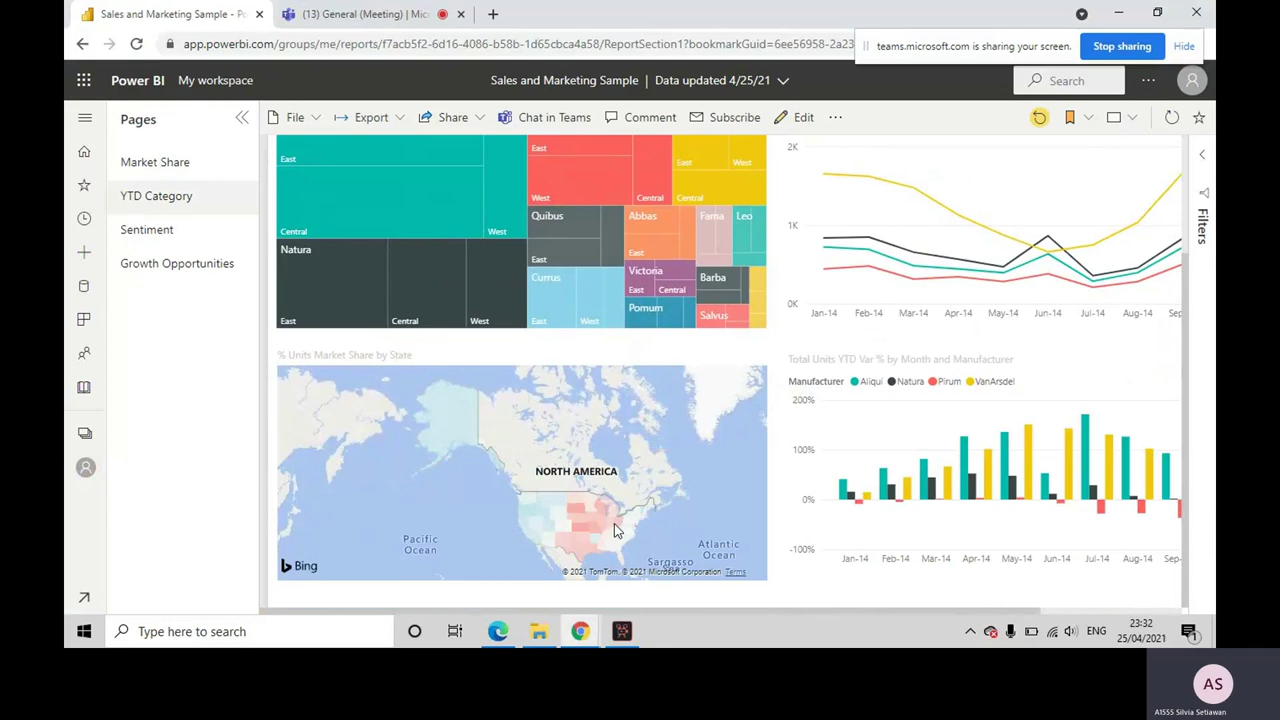 Sales and Marketing Sample - Po
(13) General (Meeting) | Micr
app.powerbi.com/groups/me/reports/f7acb5f2-6d16-4086-b58b-1d65cbca4a58/ReportSection1?bookmarkGuid=6ee56958-2a23
teams.microsoft.com is sharing your screen.
Stop sharing
Hide
Power BI
My workspace
Sales and Marketing Sample | Data updated 4/25/21
Search
Pages
File
Export
Share
Chat in Teams
Comment
Subscribe
Edit
Market Share
YTD Category
Sentiment
Growth Opportunities
East
Central
West
East
West
Central
East
West
Central
Natura
East
Central
West
Quibus
East
Currus
East
West
Abbas
East
Victoria
East
Central
Pomum
Fama
Leo
Barba
Salvus
2K
1K
0K
Jan-14
Feb-14
Mar-14
Apr-14
May-14
Jun-14
Jul-14
Aug-14
Sep-
Filters
% Units Market Share by State
NORTH AMERICA
Pacific
Ocean
Atlantic
Ocean
Sargasso
Bing
© 2021 TomTom, © 2021 Microsoft Corporation Terms
Total Units YTD Var % by Month and Manufacturer
Manufacturer
Aliqui
Natura
Pirum
VanArsdel
200%
100%
0%
-100%
Jan-14
Feb-14
Mar-14
Apr-14
May-14
Jun-14
Jul-14
Aug-14
Sep-
Type here to search
ENG
23:32
25/04/2021
1
AS
A1555 Silvia Setiawan